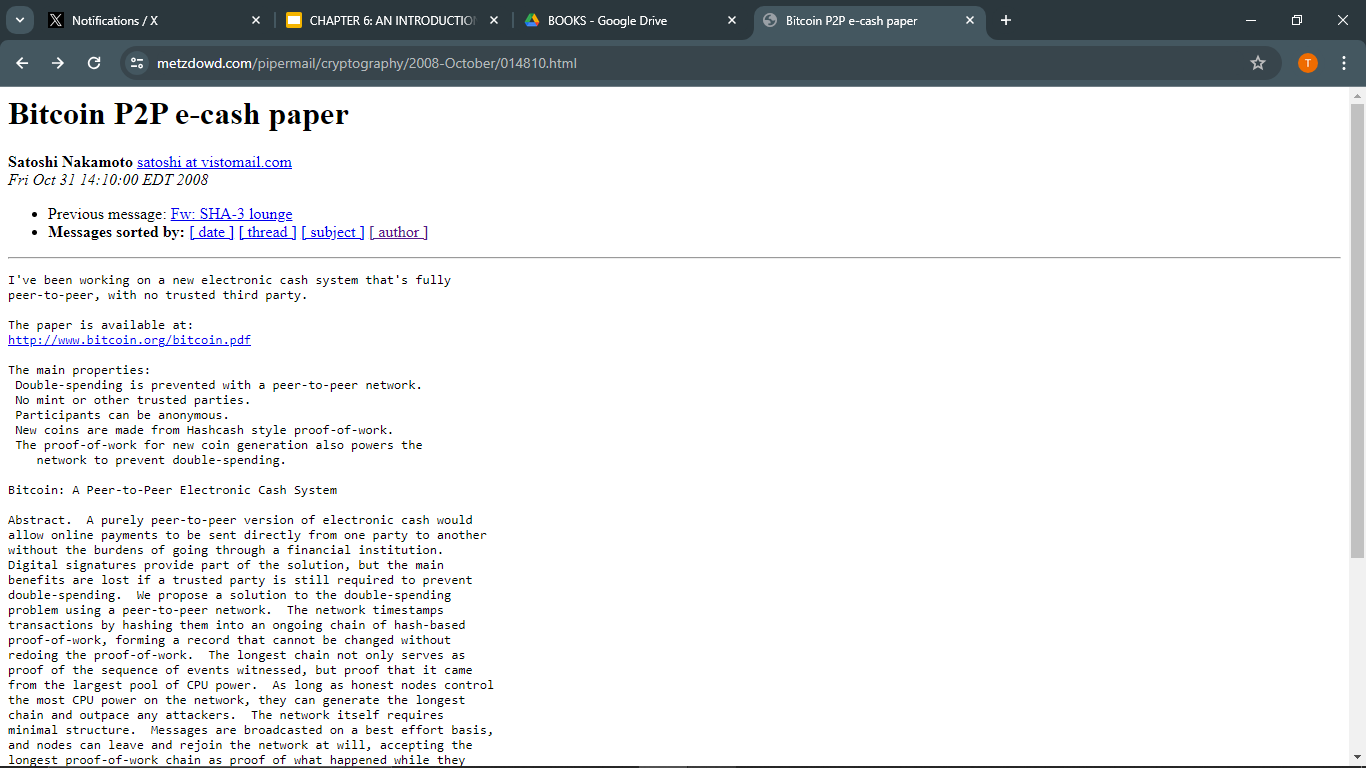 Notifications / X
CHAPTER 6: AN INTRODUCTION
BOOKS - Google Drive
Bitcoin P2P e-cash paper
metzdowd.com/pipermail/cryptography/2008-October/014810.html
T
Bitcoin P2P e-cash paper
Satoshi Nakamoto satoshi at vistomail.com
Fri Oct 31 14:10:00 EDT 2008
• Previous message: Fw: SHA-3 lounge
• Messages sorted by: [ date ] [ thread ] [ subject ] [ author ]
I've been working on a new electronic cash system that's fully
peer-to-peer, with no trusted third party.
The paper is available at:
http://www.bitcoin.org/bitcoin.pdf
The main properties:
Double-spending is prevented with a peer-to-peer network.
No mint or other trusted parties.
Participants can be anonymous.
New coins are made from Hashcash style proof-of-work.
The proof-of-work for new coin generation also powers the
network to prevent double-spending.
Bitcoin: A Peer-to-Peer Electronic Cash System
Abstract.  A purely peer-to-peer version of electronic cash would
allow online payments to be sent directly from one party to another
without the burdens of going through a financial institution.
Digital signatures provide part of the solution, but the main
benefits are lost if a trusted party is still required to prevent
double-spending.  We propose a solution to the double-spending
problem using a peer-to-peer network.  The network timestamps
transactions by hashing them into an ongoing chain of hash-based
proof-of-work, forming a record that cannot be changed without
redoing the proof-of-work.  The longest chain not only serves as
proof of the sequence of events witnessed, but proof that it came
from the largest pool of CPU power.  As long as honest nodes control
the most CPU power on the network, they can generate the longest
chain and outpace any attackers.  The network itself requires
minimal structure.  Messages are broadcasted on a best effort basis,
and nodes can leave and rejoin the network at will, accepting the
longest proof-of-work chain as proof of what happened while they